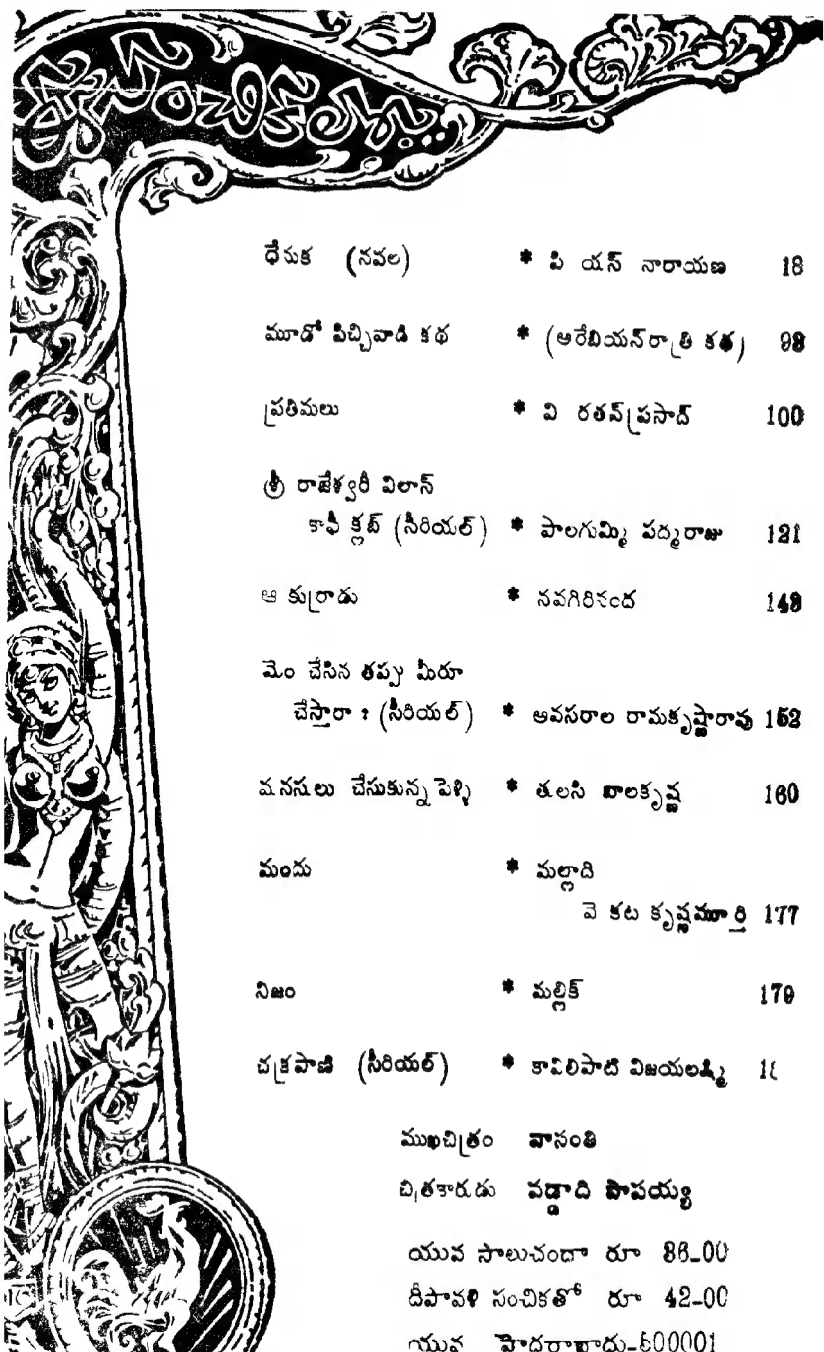 ఈ సంచికలో...
ధేనుక (నవల) * పి యస్ నారాయణ 18
మూడో పిచ్చివాడి కథ * (అరేబియన్‌రాత్రి కథ) 98
ప్రతిమలు * వి రతన్‌ప్రసాద్ 100
శ్రీ రాజేశ్వరీ విలాస్
కాఫీ క్లబ్ (సీరియల్) * పాలగుమ్మి పద్మరాజు 121
ఆ కుర్రాడు * నవగిరినంద 149
మెం చేసిన తప్పు మీరూ
చేస్తారా ? (సీరియల్) * అవసరాల రామకృష్ణారావు 152
మనసులు చేసుకున్న పెళ్ళి * తులసి బాలకృష్ణ 160
మందు * మల్లాది
వె కట కృష్ణమూర్తి 177
నిజం * మల్లిక్ 179
చక్రపాణి (సీరియల్) * కావిలిపాటి విజయలక్ష్మి
ముఖచిత్రం వాసంతి
చిత్రకారుడు వడ్డాది పాపయ్య
యువ సాలుచందా రూ 36-00
దీపావళి సంచికతో రూ 42-00
యువ హైదరాబాదు-500001